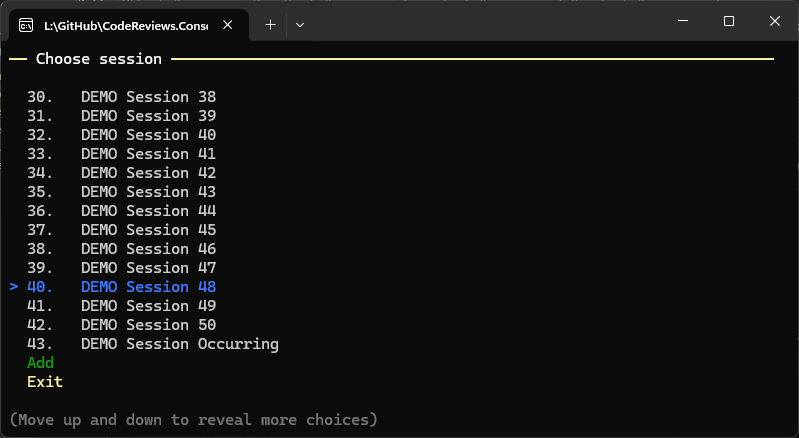 L:\GitHub\CodeReviews.Conso
Choose session
30. DEMO Session 38
31. DEMO Session 39
32. DEMO Session 40
33. DEMO Session 41
34. DEMO Session 42
35. DEMO Session 43
36. DEMO Session 44
37. DEMO Session 45
38. DEMO Session 46
39. DEMO Session 47
> 40. DEMO Session 48
41. DEMO Session 49
42. DEMO Session 50
43. DEMO Session Occurring
Add
Exit
(Move up and down to reveal more choices)